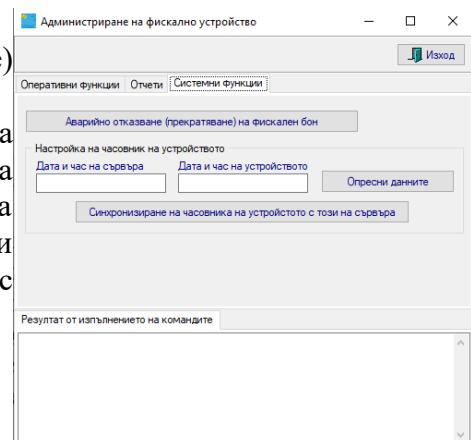 Администриране на фискално устройство
е)
Изход
Оперативни функции Отчети Системни функции
Аварийно отказване (прекратяване) на фискален бон
а
Настройка на часовник на устройството
а
Дата и час на сървъра Дата и час на устройството
Опресни данните
а
Синхронизиране на часовника на устройстото с този на сървъра
и
с
Резултат от изпълнението на командите